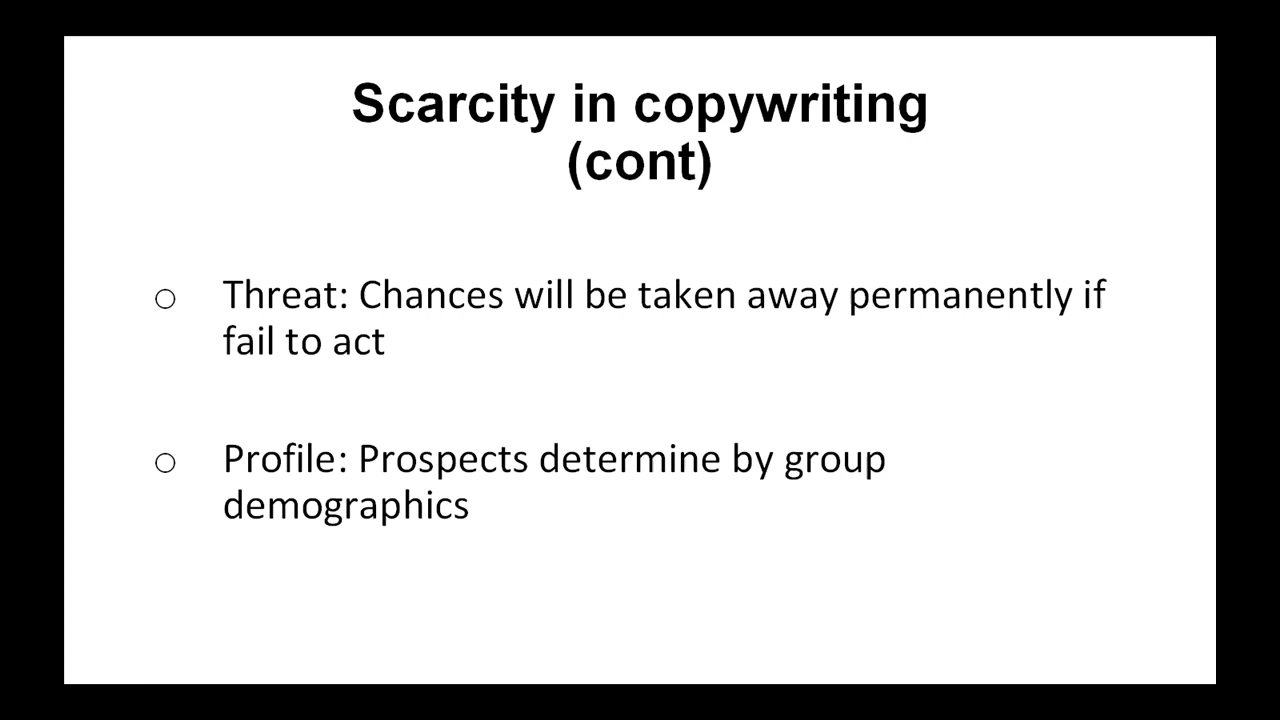 Scarcity in copywriting
(cont)
○ Threat: Chances will be taken away permanently if
fail to act
○ Profile: Prospects determine by group
demographics